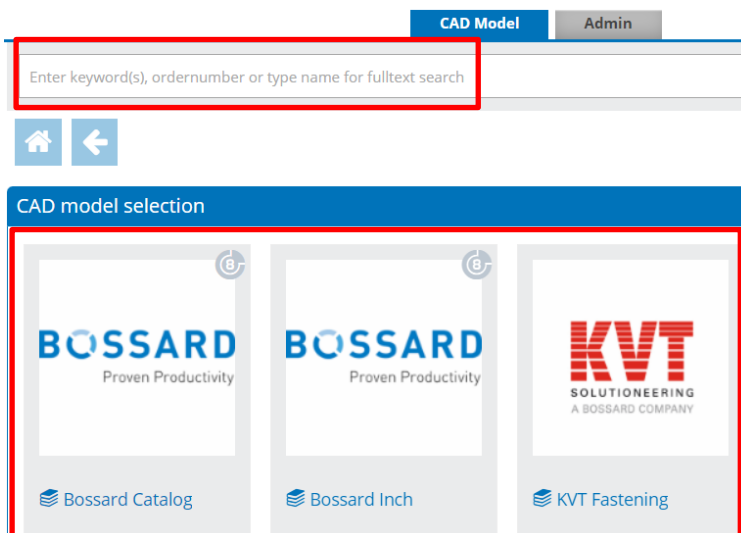 CAD Model Admin
Enter keyword(s), ordernumber or type name for fulltext search
CAD model selection
B B
BOSSARD BOSSARD KVT
Proven Productivity Proven Productivity SOLUTIONEERING
A BOSSARD COMPANY
Bossard Catalog Bossard Inch KVT Fastening